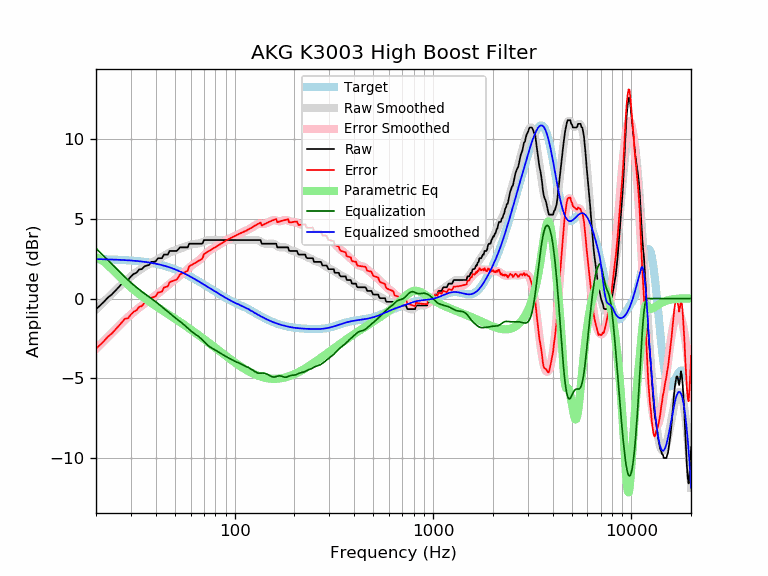 AKG K3003 High Boost Filter
Target
Raw Smoothed
Error Smoothed
Raw
Error
Parametric Eq
Equalization
Equalized smoothed
Amplitude (dBr)
10
5
0
−5
−10
100
1000
10000
Frequency (Hz)